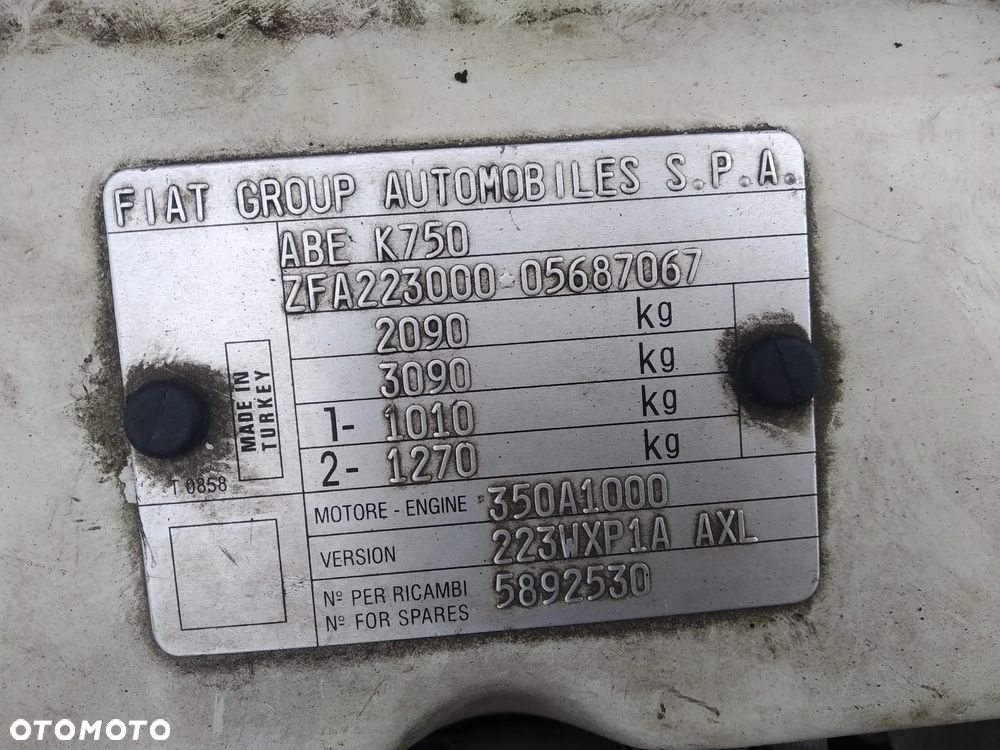 FIAT GROUP AUTOMOBILES S.P.A.
ABE K750
ZFA223000 05687067
2090 kg
3090 kg
1- 1010 kg
2- 1270 kg
MADE IN
TURKEY
T 0858
MOTORE - ENGINE 350A1000
VERSION 223WXP1A AXL
Nº PER RICAMBI 5892530
Nº FOR SPARES
OTOMOTO